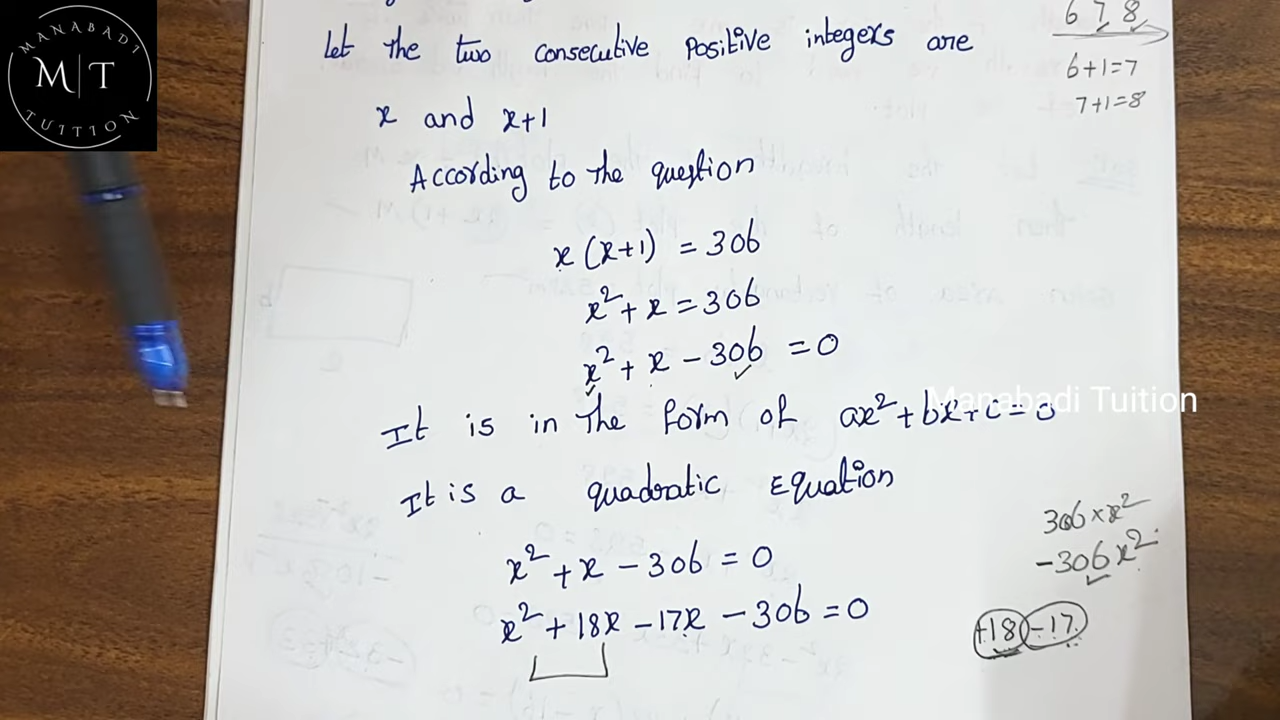 MANABADI
M|T
TUITION
6 7 8
let the two consecutive positive integers are
6+1=7
7+1=8
x and x+1
According to the question
x (x+1) = 306
x² + x = 306
x² + x - 306 = 0
Manabadi Tuition
It is in the form of ax² + bx + c = 0
It is a quadratic Equation
306 × x²
-306x²
x² + x - 306 = 0
x² + 18x - 17x - 306 = 0
+18 -17